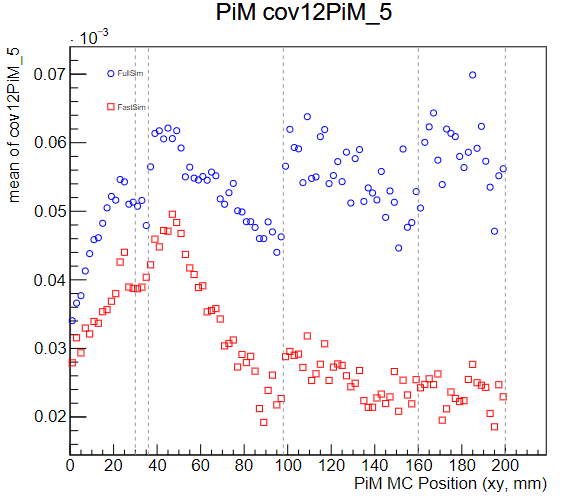 PiM cov12PiM_5
· 10⁻³
mean of cov12PiM_5
0.07
0.06
0.05
0.04
0.03
0.02
FullSim
FastSim
0 20 40 60 80 100 120 140 160 180 200
PiM MC Position (xy, mm)